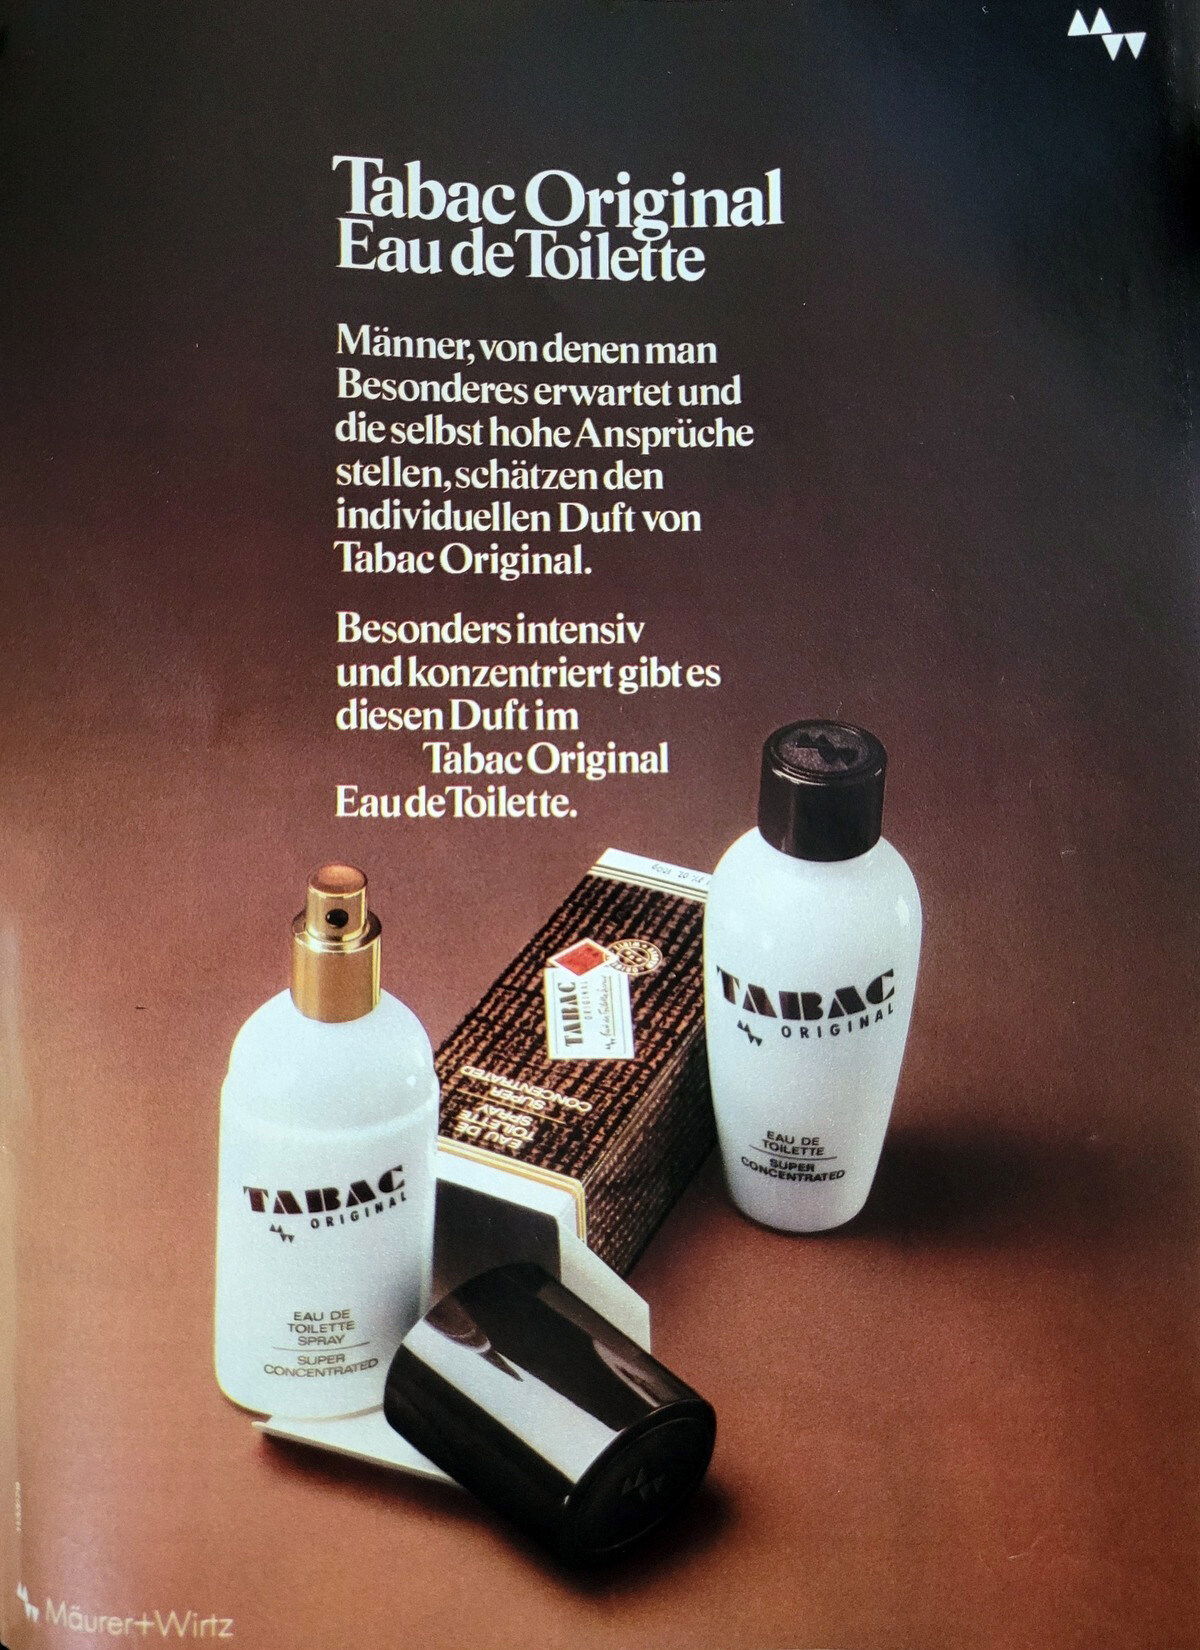 Tabac Original
Eau de Toilette
Männer, von denen man
Besonderes erwartet und
die selbst hohe Ansprüche
stellen, schätzen den
individuellen Duft von
Tabac Original.
Besonders intensiv
und konzentriert gibt es
diesen Duft im
Tabac Original
Eau de Toilette.
TABAC
ORIGINAL
EAU DE
TOILETTE
SUPER
CONCENTRATED
TABAC
ORIGINAL
EAU DE
TOILETTE
SPRAY
SUPER
CONCENTRATED
TABAC
ORIGINAL
EAU DE
TOILETTE
SPRAY
SUPER
CONCENTRATED
Mäurer+Wirtz